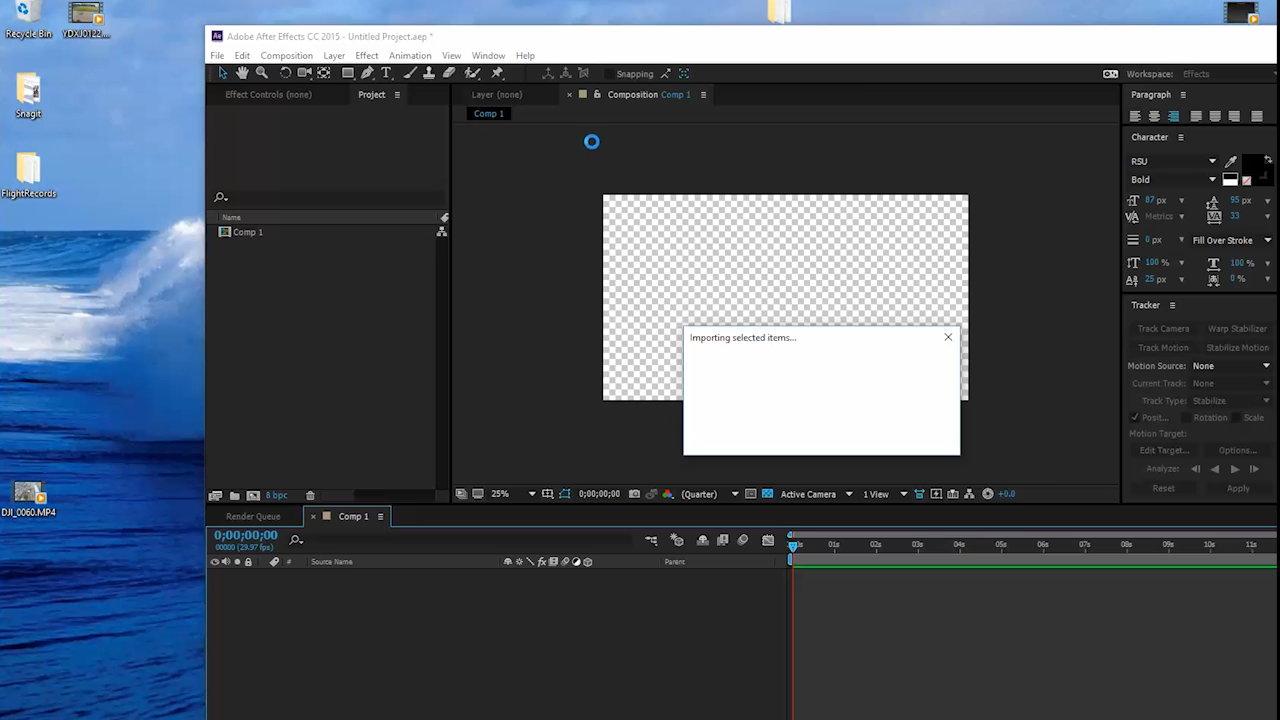 Recycle Bin
YDXJ0122....
Snagit
FlightRecords
DJI_0060.MP4
Ae Adobe After Effects CC 2015 - Untitled Project.aep *
File Edit Composition Layer Effect Animation View Window Help
T Snapping Workspace: Effects
Effect Controls (none) Project Layer (none) Composition Comp 1 Paragraph
Comp 1
Character
RSU
Bold
87 px 95 px
Metrics 33
0 px Fill Over Stroke
100 % 100 %
25 px 0 %
Name
Comp 1
Tracker
Track Camera Warp Stabilizer
Track Motion Stabilize Motion
Motion Source: None
Current Track: None
Track Type: Stabilize
Posit... Rotation Scale
Motion Target:
Edit Target... Options...
Analyzer:
Reset Apply
Importing selected items...
8 bpc 25% 0;00;00;00 (Quarter) Active Camera 1 View +0.0
Render Queue Comp 1
0;00;00;00
00000 (29.97 fps)
01s 02s 03s 04s 05s 06s 07s 08s 09s 10s 11s
# Source Name fx Parent